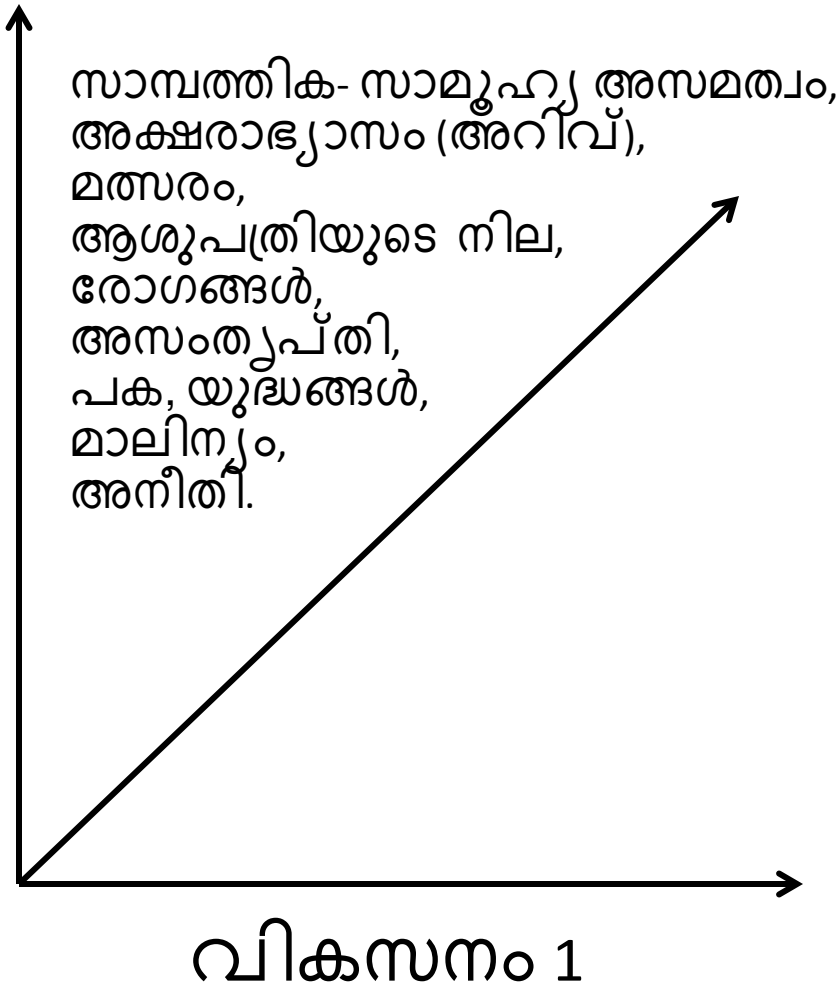 സാമ്പത്തിക- സാമൂഹ്യ അസമത്വം,
അക്ഷരാഭ്യാസം (അറിവ്),
മത്സരം,
ആശുപത്രിയുടെ നില,
രോഗങ്ങൾ,
അസംതൃപ്തി,
പക, യുദ്ധങ്ങൾ,
മാലിന്യം,
അനീതി.
വികസനം 1